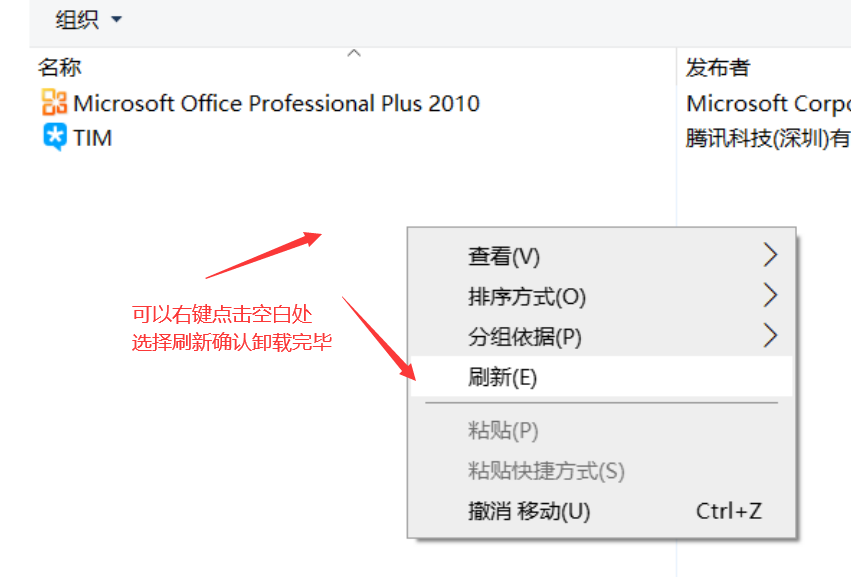 组织
名称
发布者
Microsoft Office Professional Plus 2010
Microsoft Corpo
TIM
腾讯科技(深圳)有
查看(V)
排序方式(O)
可以右键点击空白处
选择刷新确认卸载完毕
分组依据(P)
刷新(E)
粘贴(P)
粘贴快捷方式(S)
撤消 移动(U) Ctrl+Z